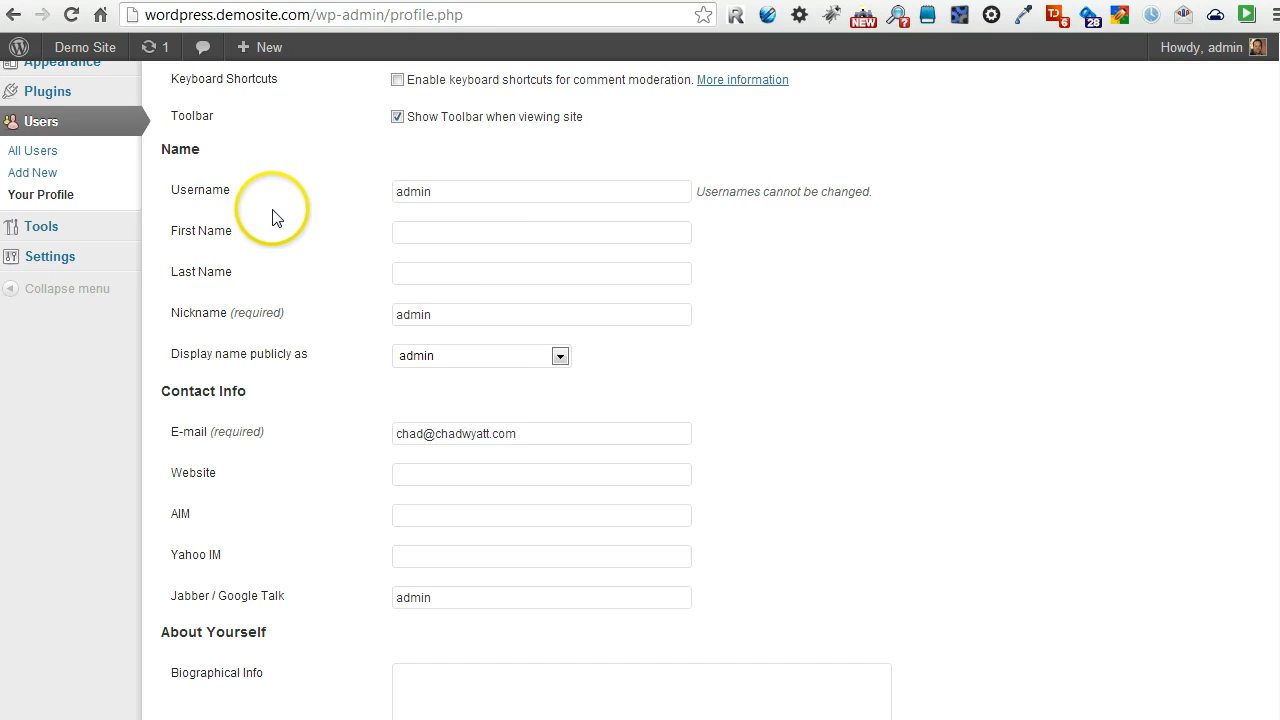 wordpress.demosite.com/wp-admin/profile.php
NEW
TD 6
28
Demo Site 1 New Howdy, admin
Appearance
Plugins
Users
All Users
Add New
Your Profile
Tools
Settings
Collapse menu
Keyboard Shortcuts Enable keyboard shortcuts for comment moderation. More information
Toolbar Show Toolbar when viewing site
Name
Username admin Usernames cannot be changed.
First Name
Last Name
Nickname (required) admin
Display name publicly as admin
Contact Info
E-mail (required) chad@chadwyatt.com
Website
AIM
Yahoo IM
Jabber / Google Talk admin
About Yourself
Biographical Info